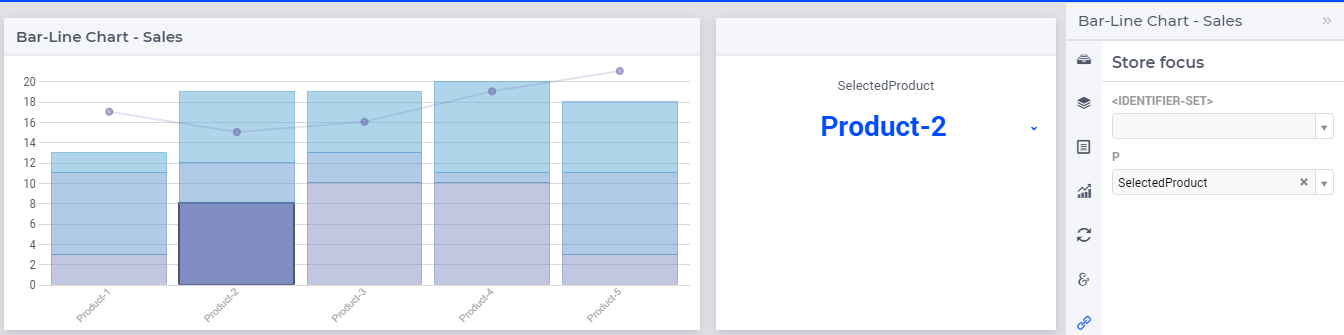 Bar-Line Chart - Sales
20
18
16
14
12
10
8
6
4
2
0
Product-1
Product-2
Product-3
Product-4
Product-5
SelectedProduct
Product-2
Bar-Line Chart - Sales
Store focus
<IDENTIFIER-SET>
P
SelectedProduct